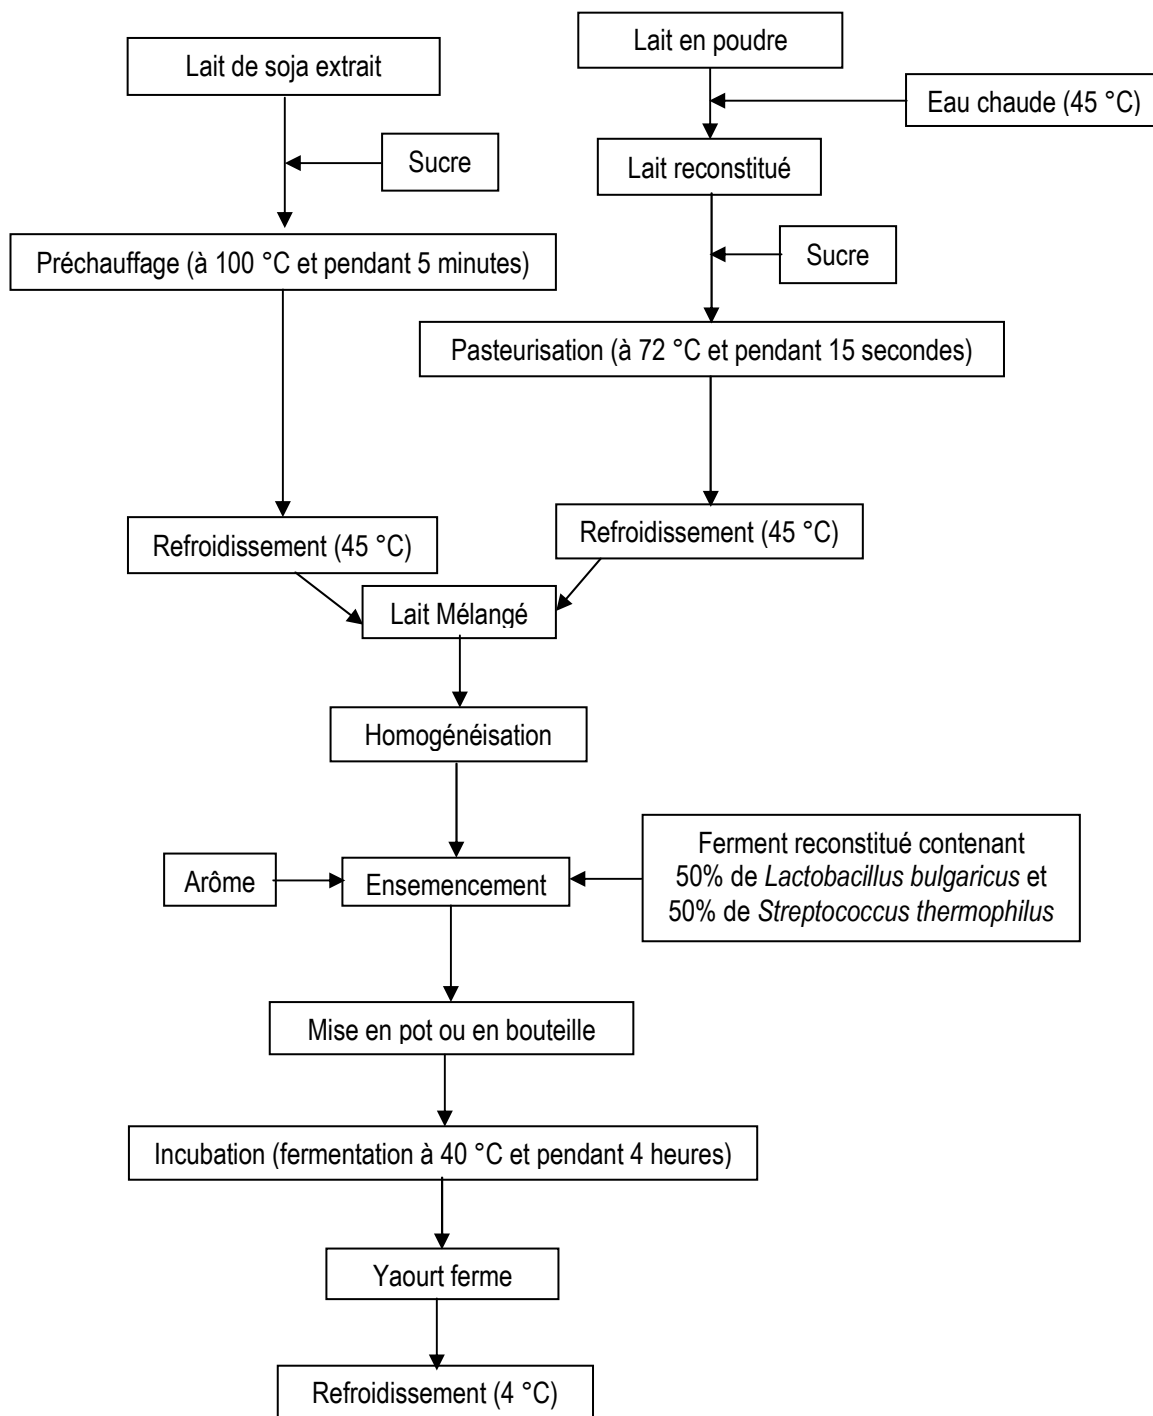 Lait en poudre
Lait de soja extrait
Eau chaude (45 °C)
Sucre
Lait reconstitué
Préchauffage (à 100 °C et pendant 5 minutes)
Sucre
Pasteurisation (à 72 °C et pendant 15 secondes)
Refroidissement (45 °C)
Refroidissement (45 °C)
Lait Mélangé
Homogénéisation
Arôme
Ensemencement
Ferment reconstitué contenant
50% de Lactobacillus bulgaricus et
50% de Streptococcus thermophilus
Mise en pot ou en bouteille
Incubation (fermentation à 40 °C et pendant 4 heures)
Yaourt ferme
Refroidissement (4 °C)